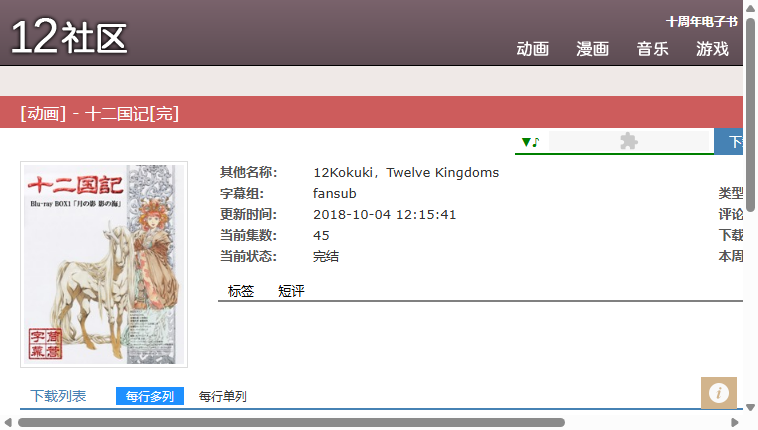 12社区
十周年电子书
动画 漫画 音乐 游戏
[动画] - 十二国记[完]
▼♪
下
十二国記
Blu-ray BOX1「月の影 影の海」
字幕
其他名称: 12Kokuki，Twelve Kingdoms
字幕组: fansub
类型
更新时间: 2018-10-04 12:15:41
评论
当前集数: 45
下载
当前状态: 完结
本周
标签 短评
下载列表 每行多列 每行单列